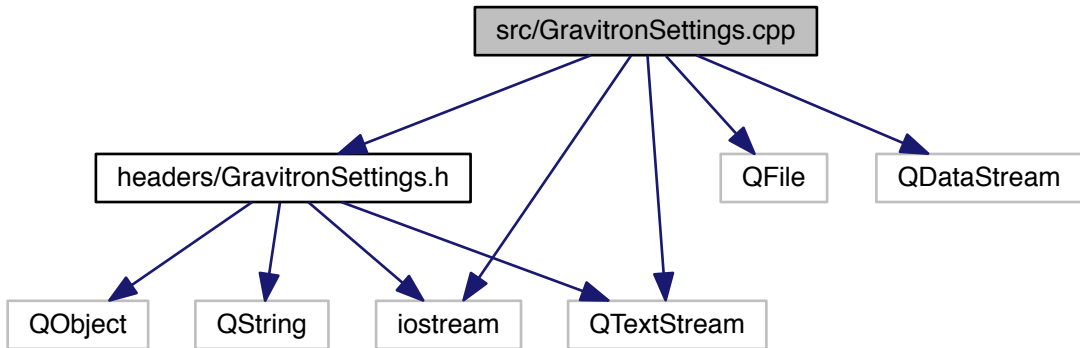 src/GravitronSettings.cpp
headers/GravitronSettings.h
QFile
QDataStream
QObject
QString
iostream
QTextStream